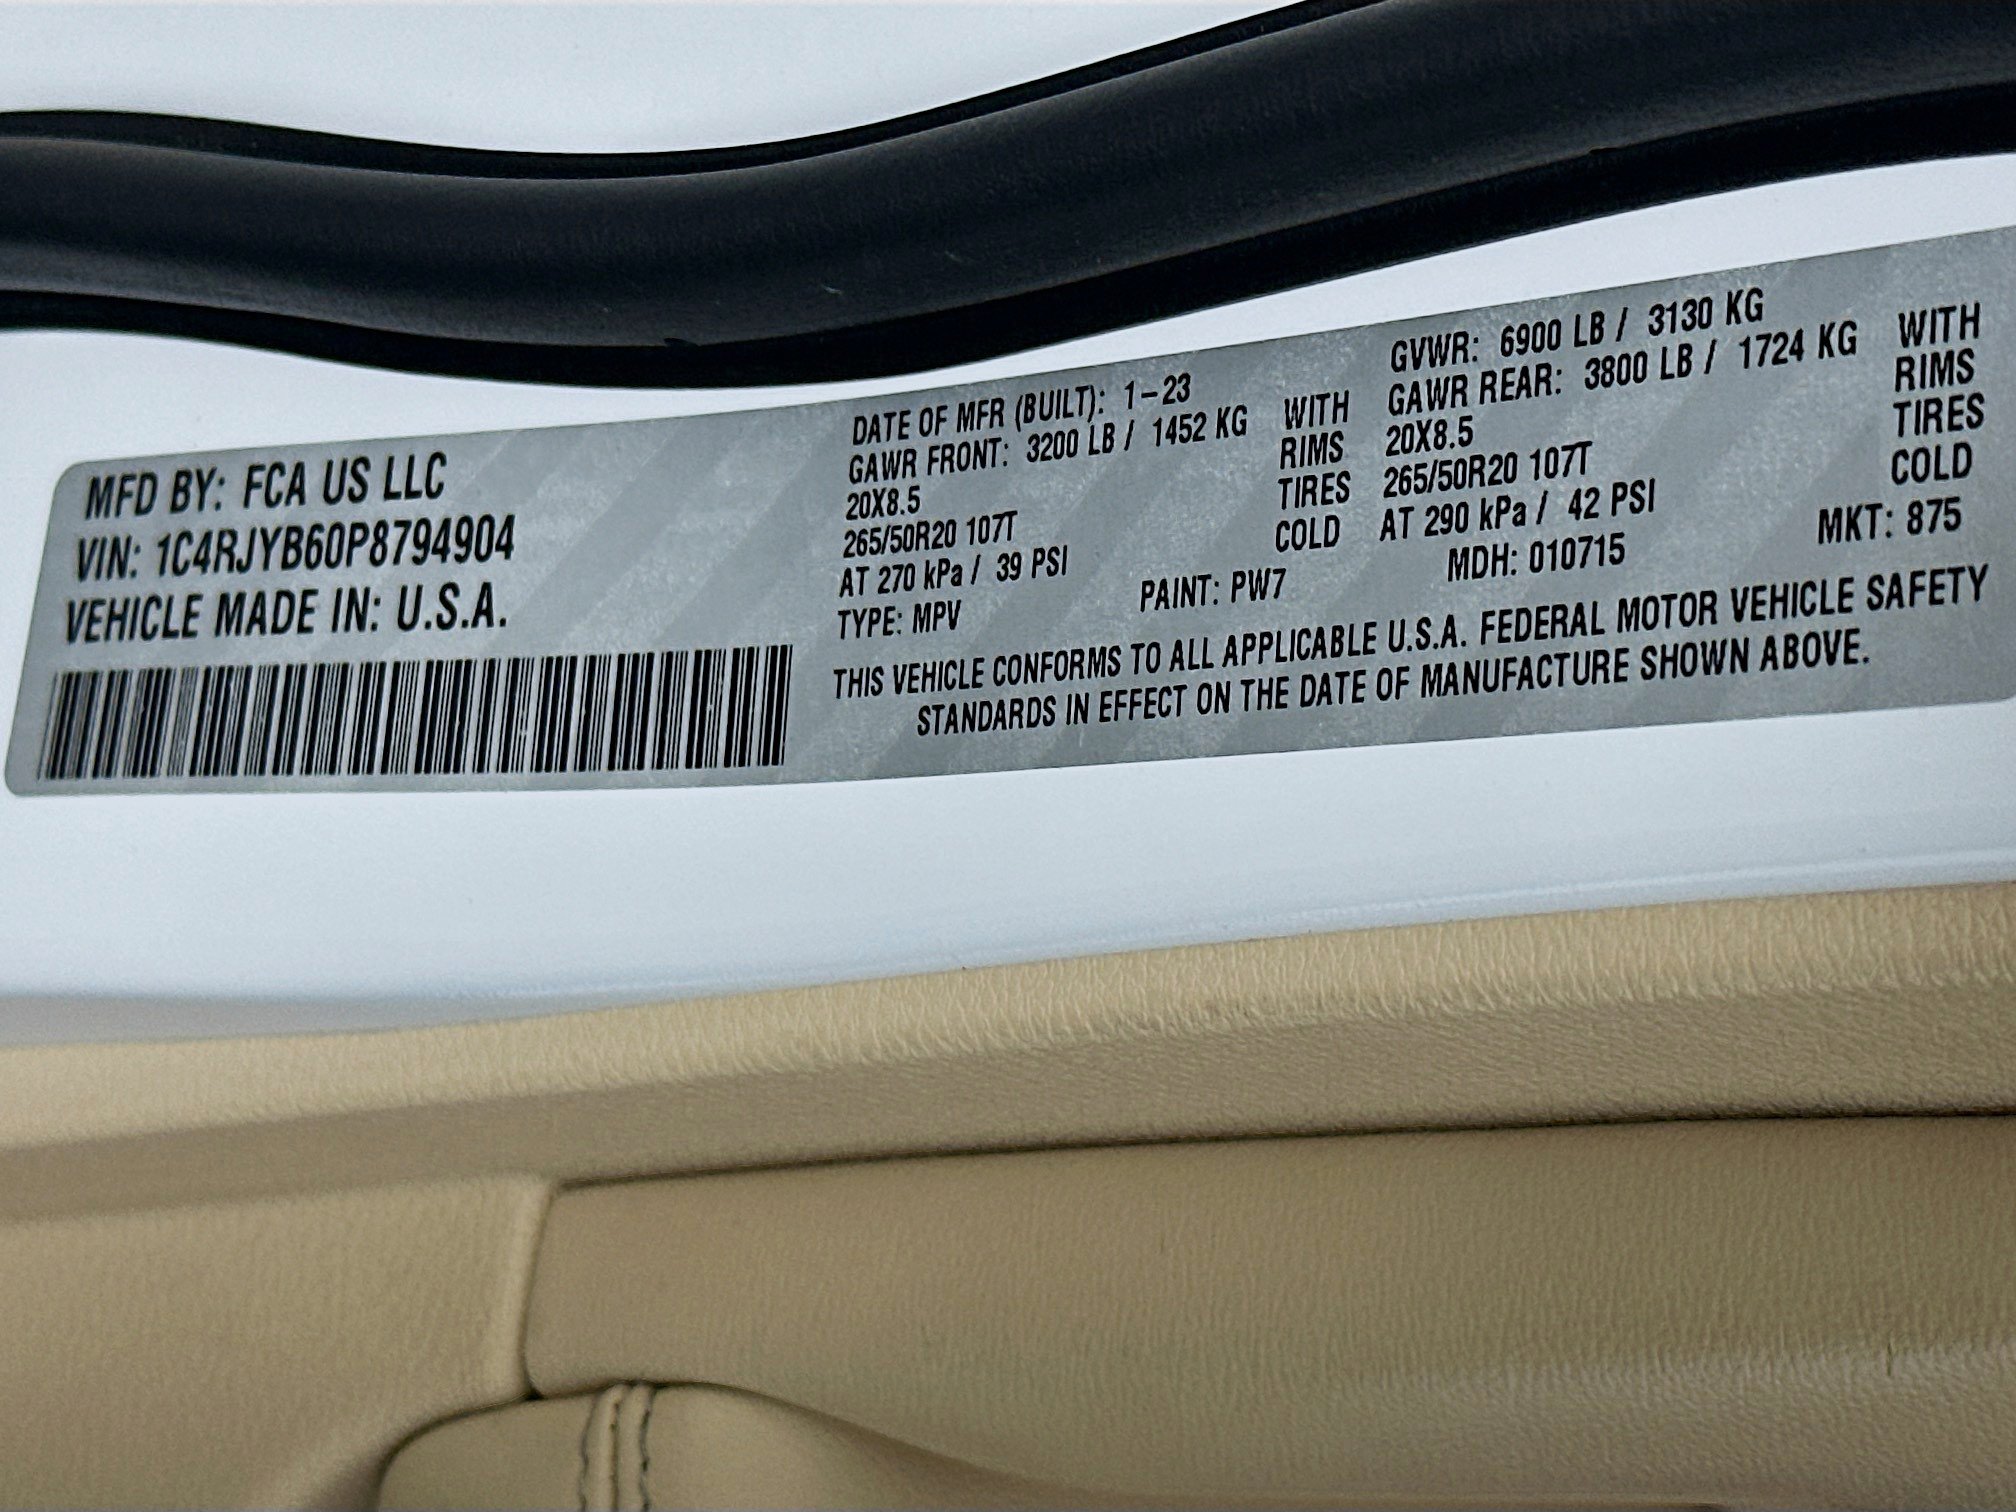 MFD BY: FCA US LLC
VIN: 1C4RJYB60P8794904
VEHICLE MADE IN: U.S.A.
DATE OF MFR (BUILT): 1-23
GAWR FRONT: 3200 LB / 1452 KG WITH
20X8.5 RIMS
265/50R20 107T TIRES
AT 270 kPa / 39 PSI COLD
TYPE: MPV PAINT: PW7
GVWR: 6900 LB / 3130 KG
GAWR REAR: 3800 LB / 1724 KG WITH
20X8.5 RIMS
265/50R20 107T TIRES
AT 290 kPa / 42 PSI COLD
MDH: 010715 MKT: 875
THIS VEHICLE CONFORMS TO ALL APPLICABLE U.S.A. FEDERAL MOTOR VEHICLE SAFETY
STANDARDS IN EFFECT ON THE DATE OF MANUFACTURE SHOWN ABOVE.